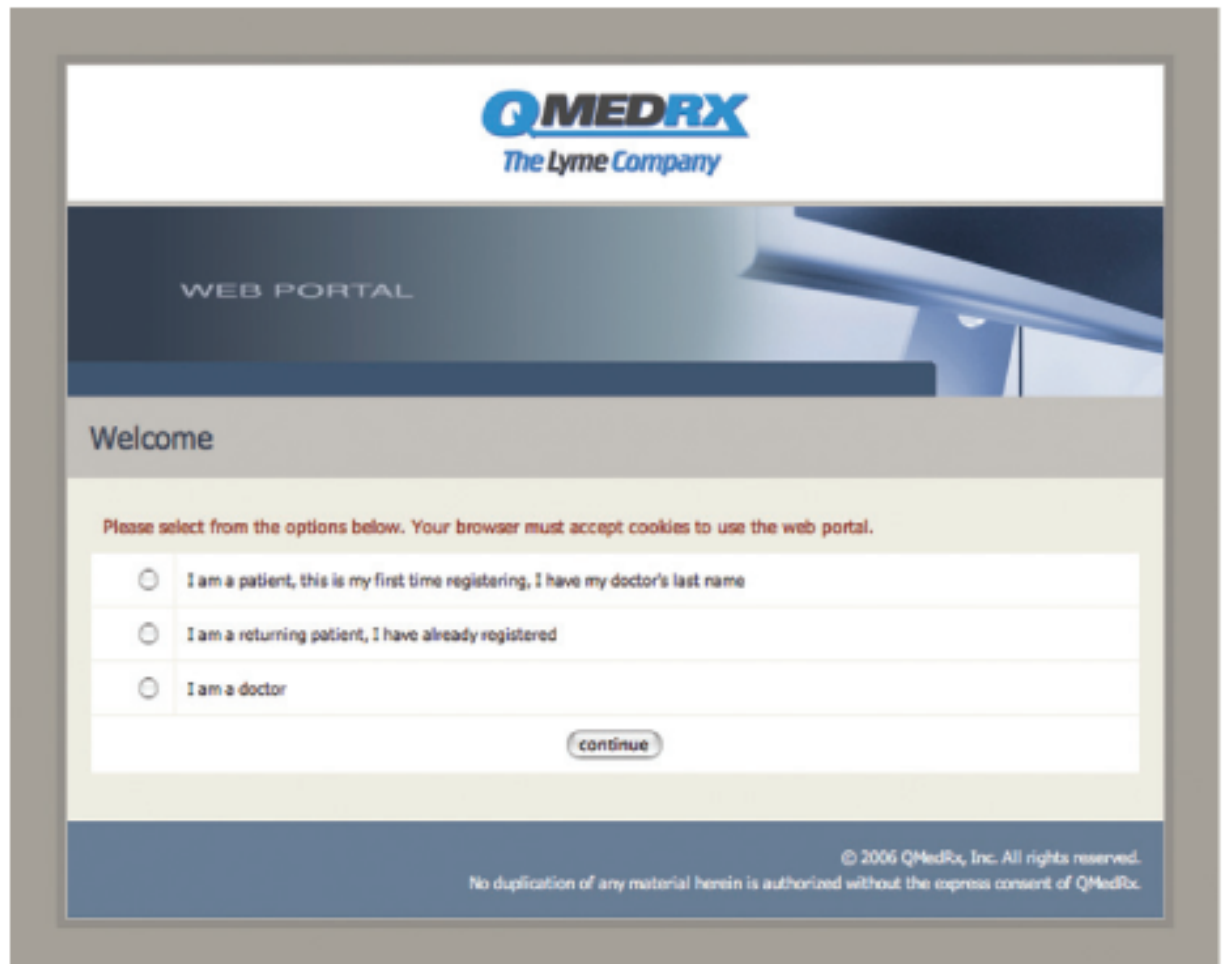 QMEDRX
The Lyme Company
WEB PORTAL
Welcome
Please select from the options below. Your browser must accept cookies to use the web portal.
I am a patient, this is my first time registering, I have my doctor's last name
I am a returning patient, I have already registered
I am a doctor
continue
© 2006 QMedRx, Inc. All rights reserved.
No duplication of any material herein is authorized without the express consent of QMedRx.